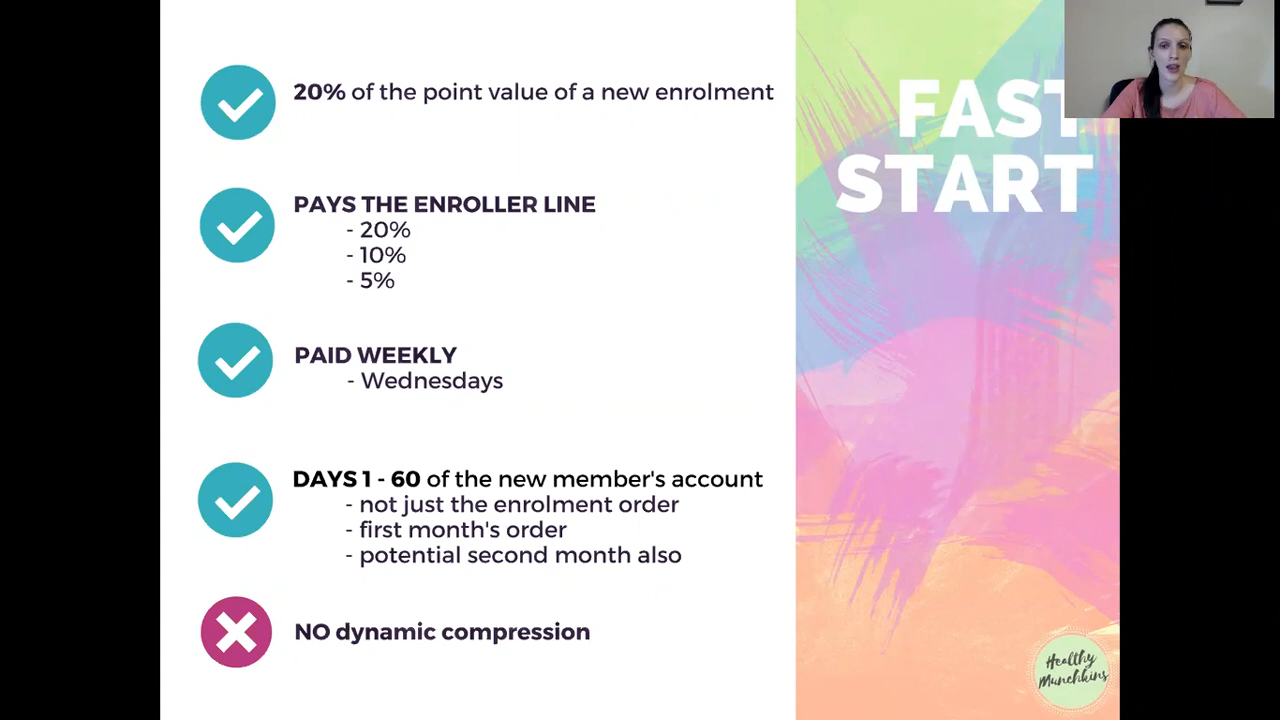 20% of the point value of a new enrolment
PAYS THE ENROLLER LINE
- 20%
- 10%
- 5%
PAID WEEKLY
- Wednesdays
DAYS 1 - 60 of the new member's account
- not just the enrolment order
- first month's order
- potential second month also
NO dynamic compression
FAST
START
Healthy
Munchkins